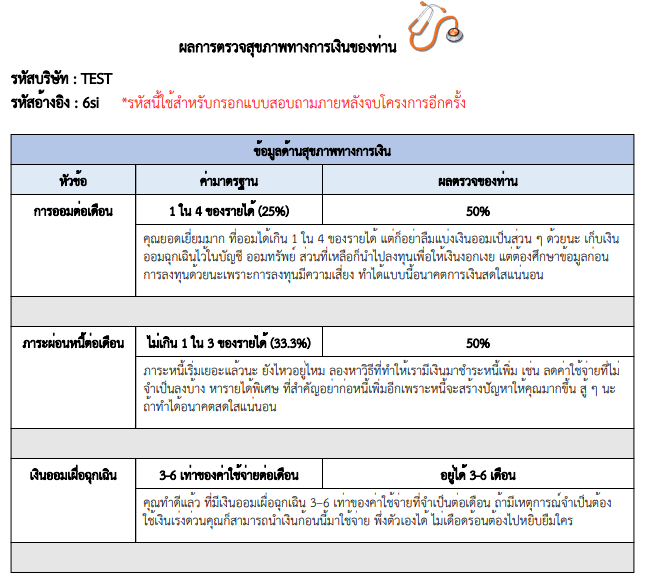 ผลการตรวจสุขภาพทางการเงินของท่าน
รหัสบริษัท : TEST
รหัสอ้างอิง : 6si *รหัสนี้ใช้สำหรับกรอกแบบสอบถามภายหลังจบโครงการอีกครั้ง
ข้อมูลด้านสุขภาพทางการเงิน
หัวข้อ ค่ามาตรฐาน ผลตรวจของท่าน
การออมต่อเดือน 1 ใน 4 ของรายได้ (25%) 50%
คุณยอดเยี่ยมมาก ที่ออมได้เกิน 1 ใน 4 ของรายได้ แต่ก็อย่าลืมแบ่งเงินออมเป็นส่วน ๆ ด้วยนะ เก็บเงิน
ออมฉุกเฉินไว้ในบัญชี ออมทรัพย์ ส่วนที่เหลือก็นำไปลงทุนเพื่อให้เงินงอกเงย แต่ต้องศึกษาข้อมูลก่อน
การลงทุนด้วยนะเพราะการลงทุนมีความเสี่ยง ทำได้แบบนี้อนาคตการเงินสดใสแน่นอน
ภาระผ่อนหนี้ต่อเดือน ไม่เกิน 1 ใน 3 ของรายได้ (33.3%) 50%
ภาระหนี้เริ่มเยอะแล้วนะ ยังไหวอยู่ไหม ลองหาวิธีที่ทำให้เรามีเงินมาชำระหนี้เพิ่ม เช่น ลดค่าใช้จ่ายที่ไม่
จำเป็นลงบ้าง หารายได้พิเศษ ที่สำคัญอย่าก่อหนี้เพิ่มอีกเพราะหนี้จะสร้างปัญหาให้คุณมากขึ้น สู้ ๆ นะ
ถ้าทำได้อนาคตสดใสแน่นอน
เงินออมเผื่อฉุกเฉิน 3-6 เท่าของค่าใช้จ่ายต่อเดือน อยู่ได้ 3-6 เดือน
คุณทำดีแล้ว ที่มีเงินออมเผื่อฉุกเฉิน 3–6 เท่าของค่าใช้จ่ายที่จำเป็นต่อเดือน ถ้ามีเหตุการณ์จำเป็นต้อง
ใช้เงินเร่งด่วนคุณก็สามารถนำเงินก้อนนี้มาใช้จ่าย พึ่งตัวเองได้ ไม่เดือดร้อนต้องไปหยิบยืมใคร